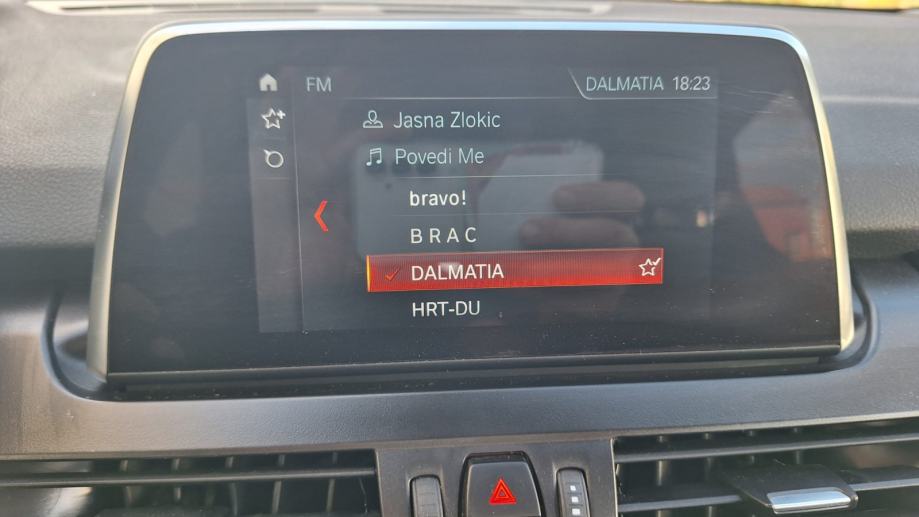 FM
DALMATIA 18:23
Jasna Zlokic
Povedi Me
bravo!
B R A C
DALMATIA
HRT-DU